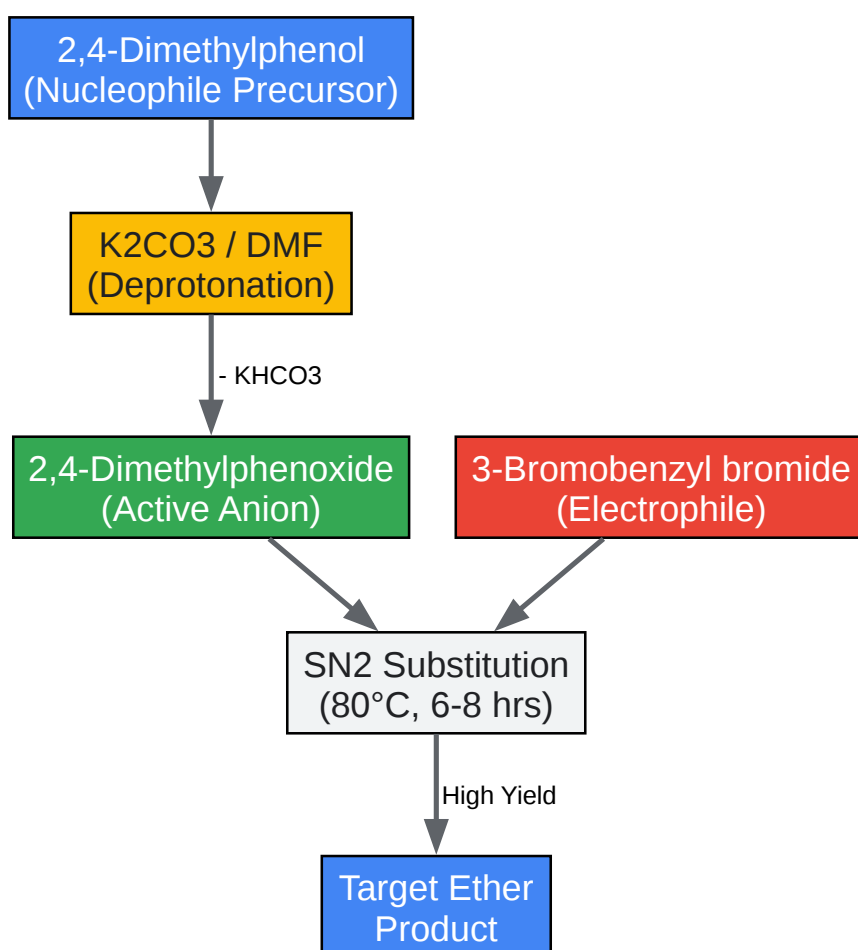 2,4-Dimethylphenol
(Nucleophile Precursor)
K2CO3 / DMF
(Deprotonation)
- KHCO3
2,4-Dimethylphenoxide
(Active Anion)
3-Bromobenzyl bromide
(Electrophile)
SN2 Substitution
(80°C, 6-8 hrs)
High Yield
Target Ether
Product